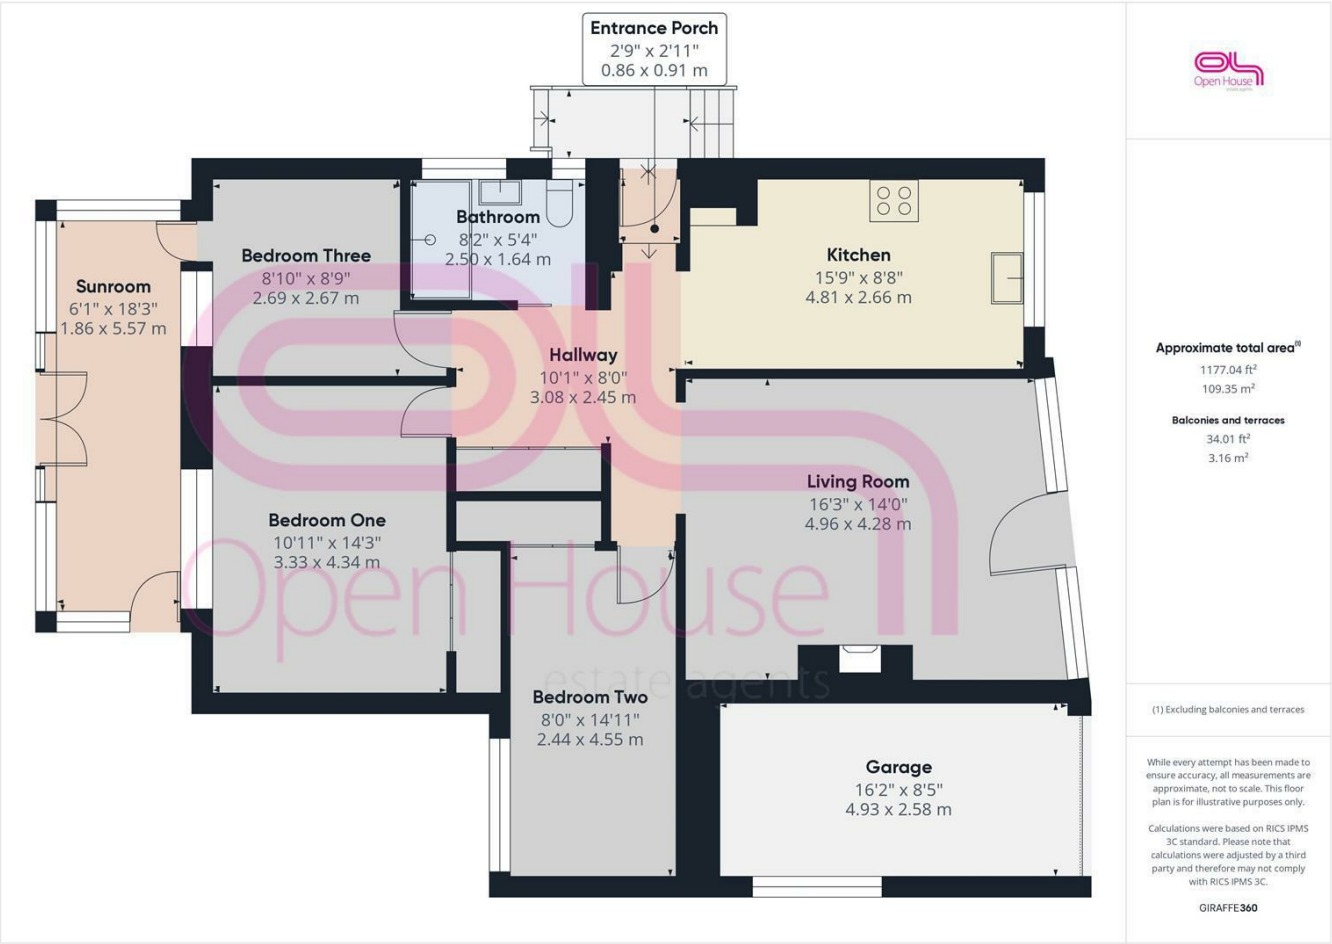 Entrance Porch
2'9" x 2'11"
0.86 x 0.91 m
Open House
estate agents
Bathroom
8'2" x 5'4"
2.50 x 1.64 m
Bedroom Three
8'10" x 8'9"
2.69 x 2.67 m
Kitchen
15'9" x 8'8"
4.81 x 2.66 m
Sunroom
6'1" x 18'3"
1.86 x 5.57 m
Hallway
10'1" x 8'0"
3.08 x 2.45 m
Living Room
16'3" x 14'0"
4.96 x 4.28 m
Bedroom One
10'11" x 14'3"
3.33 x 4.34 m
Open House
estate agents
Bedroom Two
8'0" x 14'11"
2.44 x 4.55 m
Garage
16'2" x 8'5"
4.93 x 2.58 m
Approximate total area(1)
1177.04 ft²
109.35 m²
Balconies and terraces
34.01 ft²
3.16 m²
(1) Excluding balconies and terraces
While every attempt has been made to
ensure accuracy, all measurements are
approximate, not to scale. This floor
plan is for illustrative purposes only.
Calculations were based on RICS IPMS
3C standard. Please note that
calculations were adjusted by a third
party and therefore may not comply
with RICS IPMS 3C.
GIRAFFE360